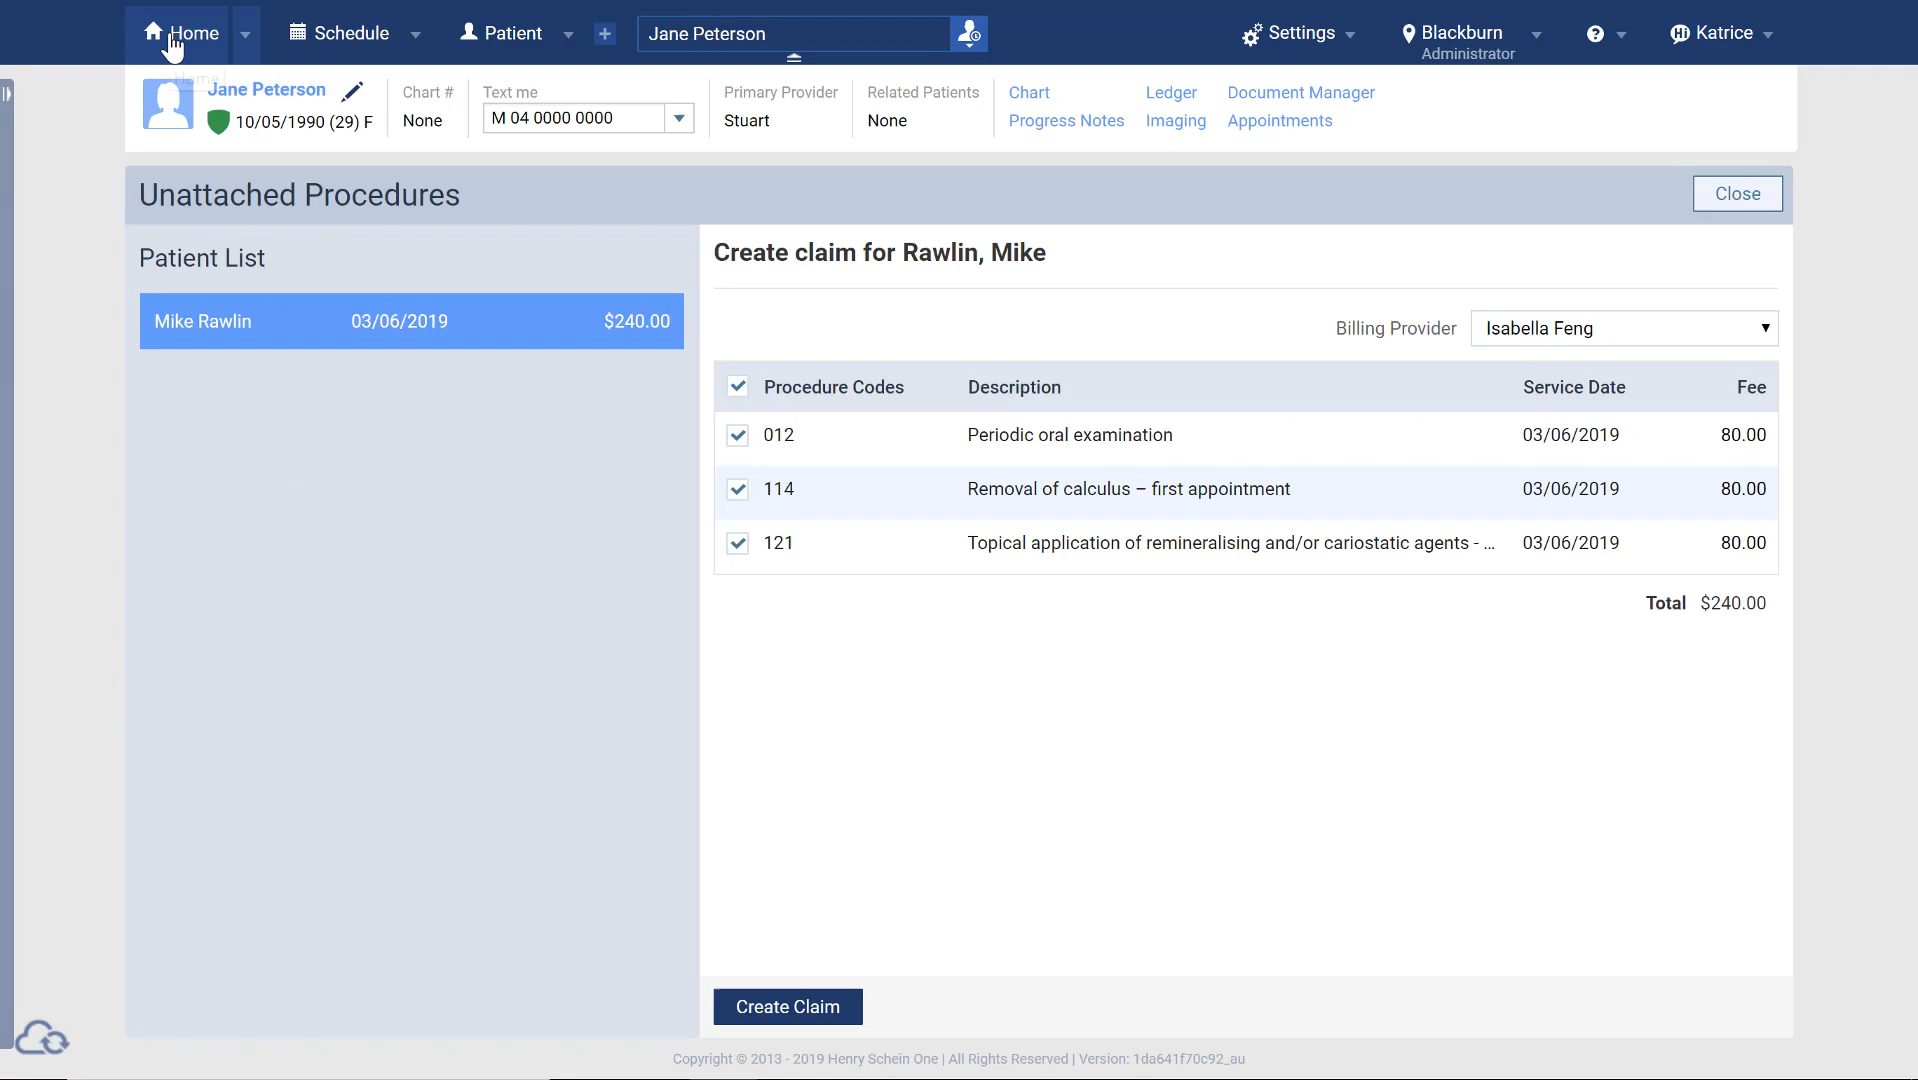 Home
Schedule
Patient
Jane Peterson
Settings
Blackburn
Administrator
?
Katrice
Home
Jane Peterson
10/05/1990 (29) F
Chart #
None
Text me
M 04 0000 0000
Primary Provider
Stuart
Related Patients
None
Chart
Ledger
Document Manager
Progress Notes
Imaging
Appointments
Unattached Procedures
Close
Patient List
Mike Rawlin 03/06/2019 $240.00
Create claim for Rawlin, Mike
Billing Provider Isabella Feng
Procedure Codes Description Service Date Fee
012 Periodic oral examination 03/06/2019 80.00
114 Removal of calculus – first appointment 03/06/2019 80.00
121 Topical application of remineralising and/or cariostatic agents - ... 03/06/2019 80.00
Total $240.00
Create Claim
Copyright © 2013 - 2019 Henry Schein One | All Rights Reserved | Version: 1da641f70c92_au